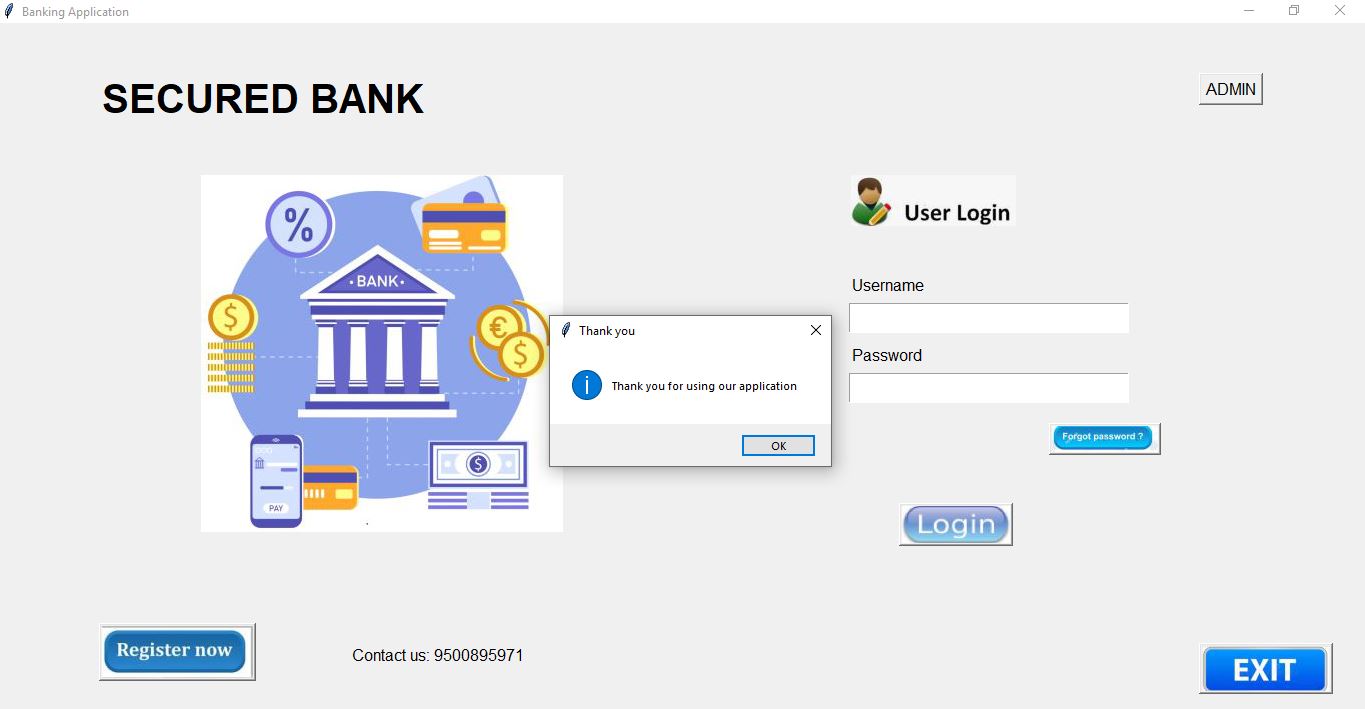 Banking Application
SECURED BANK
ADMIN
%
BANK
$
€
$
$
PAY
User Login
Username
Password
Forgot password ?
Login
Thank you
i
Thank you for using our application
OK
Register now
Contact us: 9500895971
EXIT